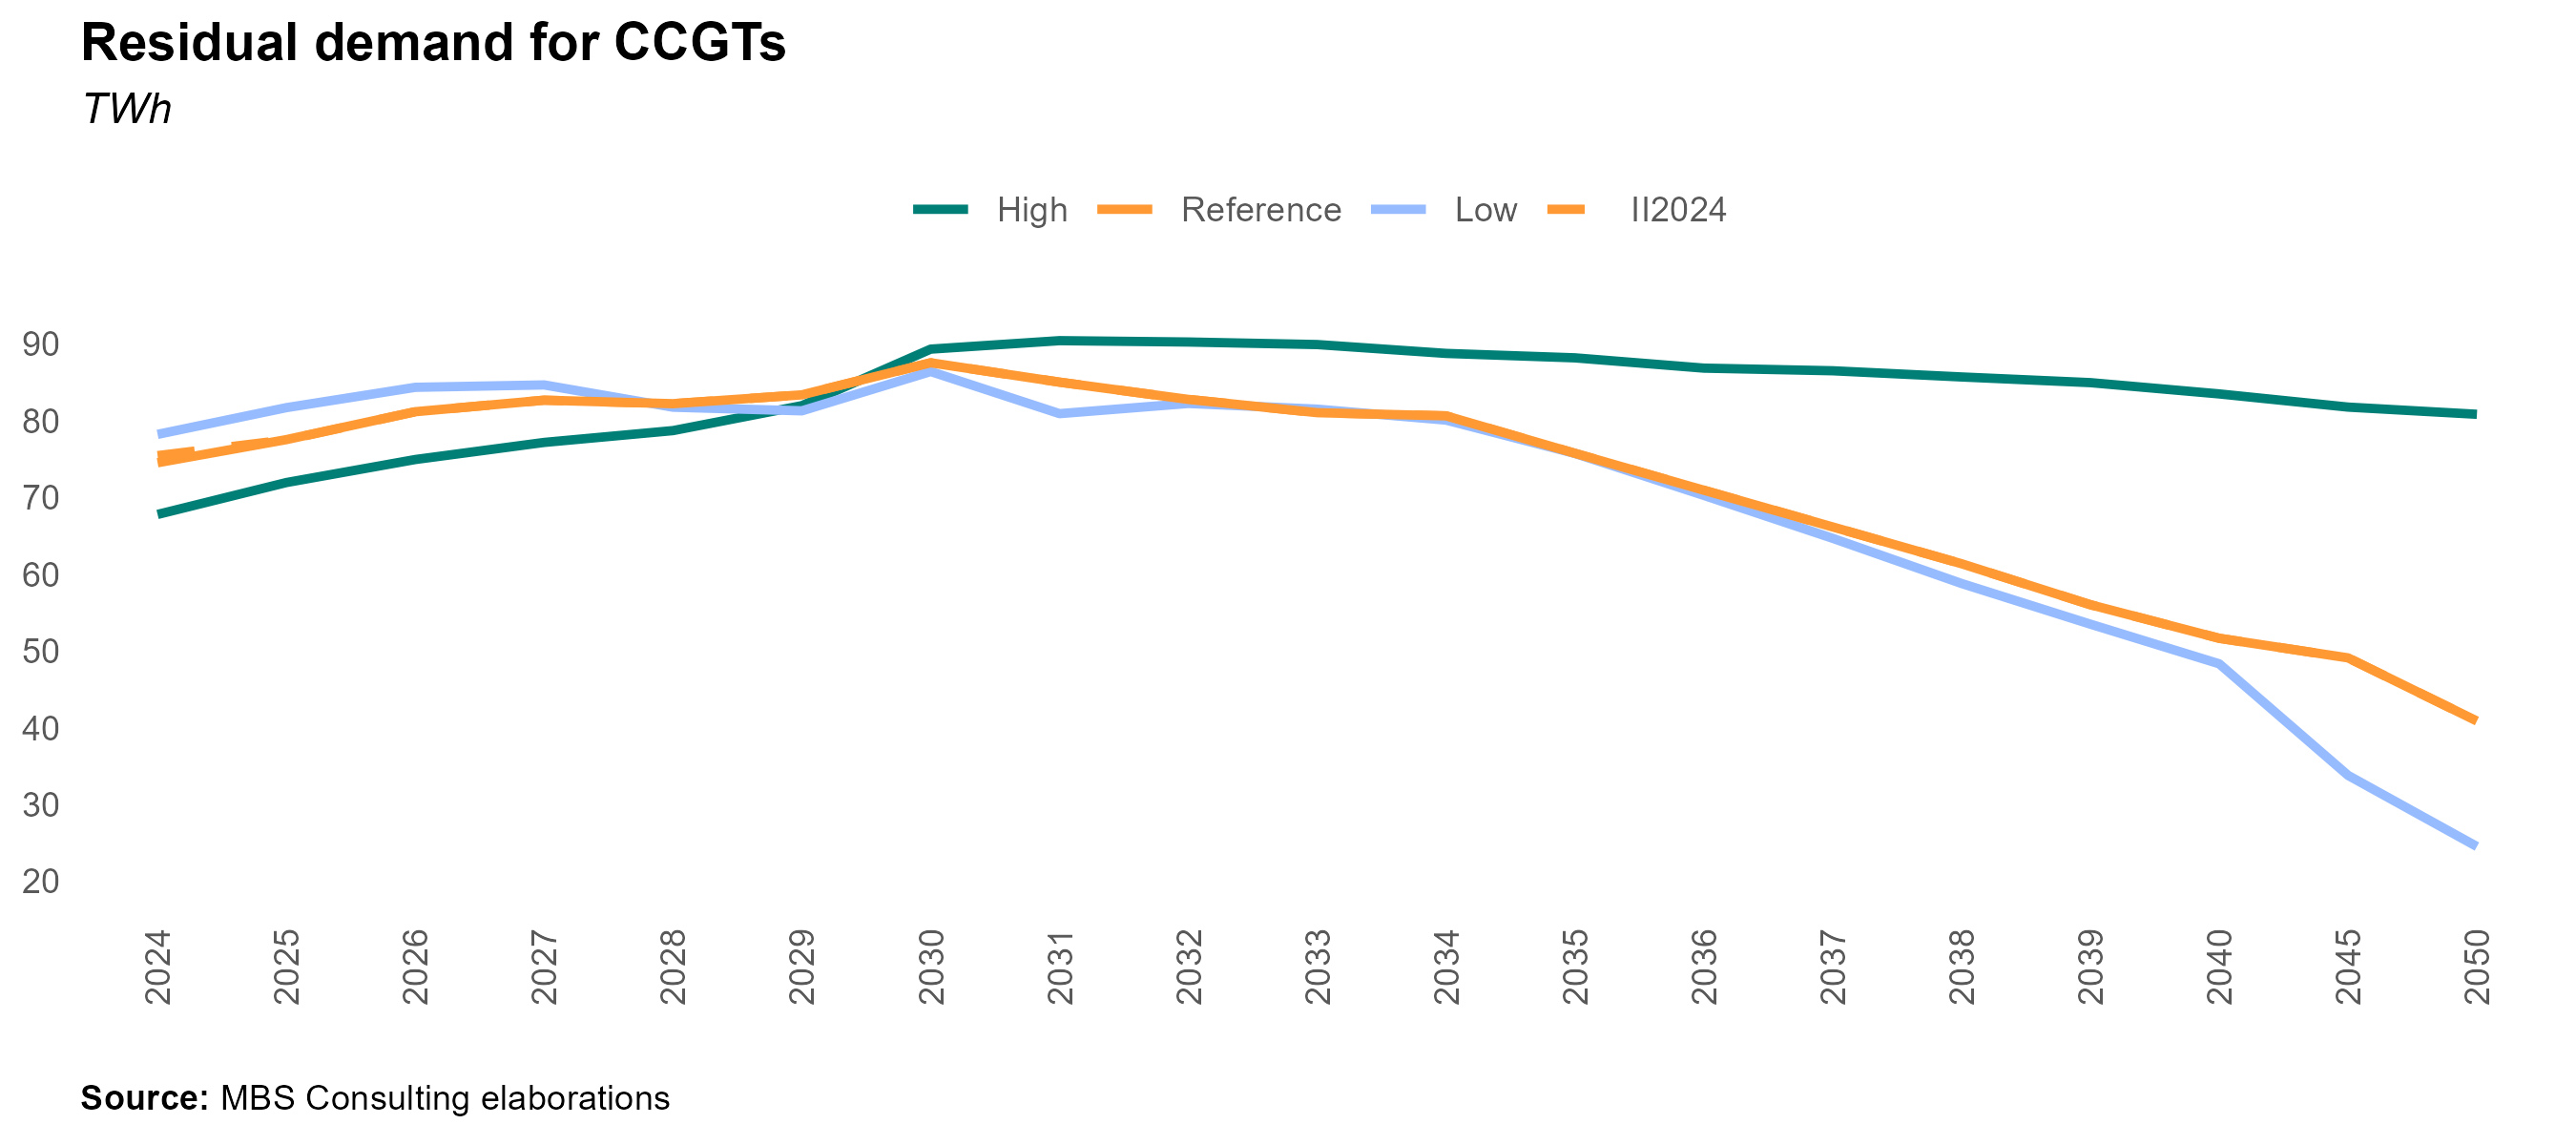 Residual demand for CCGTs
TWh
High Reference Low II2024
90
80
70
60
50
40
30
20
2024 2025 2026 2027 2028 2029 2030 2031 2032 2033 2034 2035 2036 2037 2038 2039 2040 2045 2050
Source: MBS Consulting elaborations